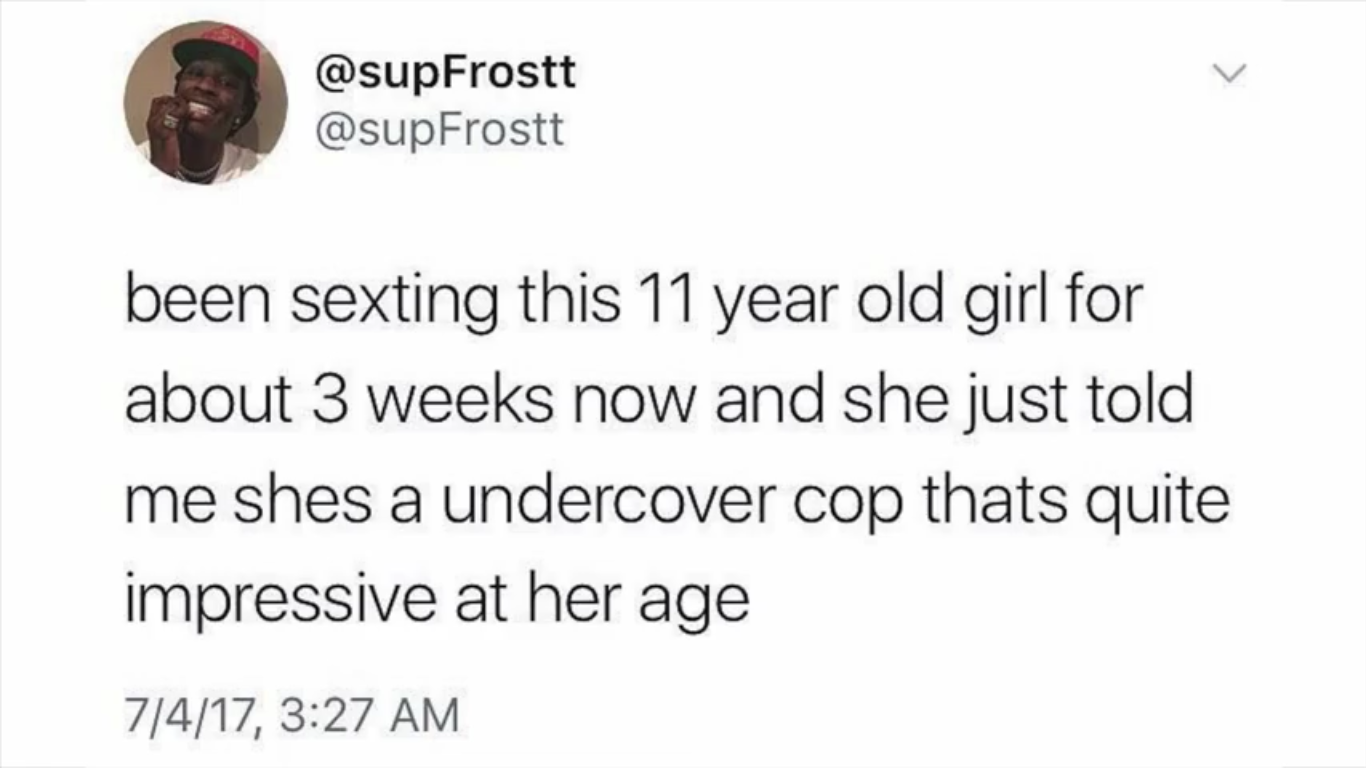 @supFrostt
@supFrostt
been sexting this 11 year old girl for
about 3 weeks now and she just told
me shes a undercover cop thats quite
impressive at her age
7/4/17, 3:27 AM